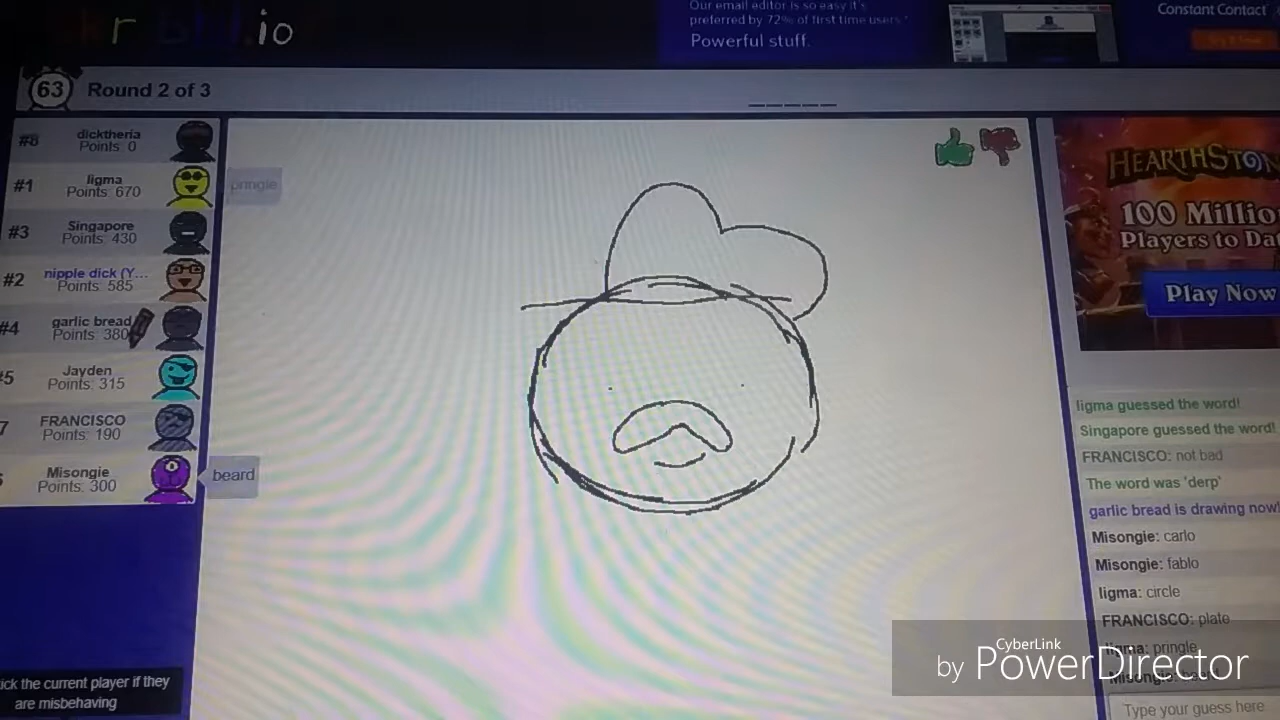 Our email editor is so easy it's
preferred by 72% of first time users.*
Powerful stuff.
Constant Contact
r .io
63
Round 2 of 3
_____
#8 dicktheria
Points: 0
#1 ligma
Points: 670
#3 Singapore
Points: 430
#2 nipple dick (Y...
Points: 585
#4 garlic bread
Points: 380
#5 Jayden
Points: 315
7 FRANCISCO
Points: 190
Misongie
Points: 300
ick the current player if they
are misbehaving
pringle
beard
HEARTHSTON
100 Millio
Players to Dat
Play Now
ligma guessed the word!
Singapore guessed the word!
FRANCISCO: not bad
The word was 'derp'
garlic bread is drawing now!
Misongie: carlo
Misongie: fablo
ligma: circle
FRANCISCO: plate
ligma: pringle
Misongie:
Type your guess here
CyberLink
by PowerDirector